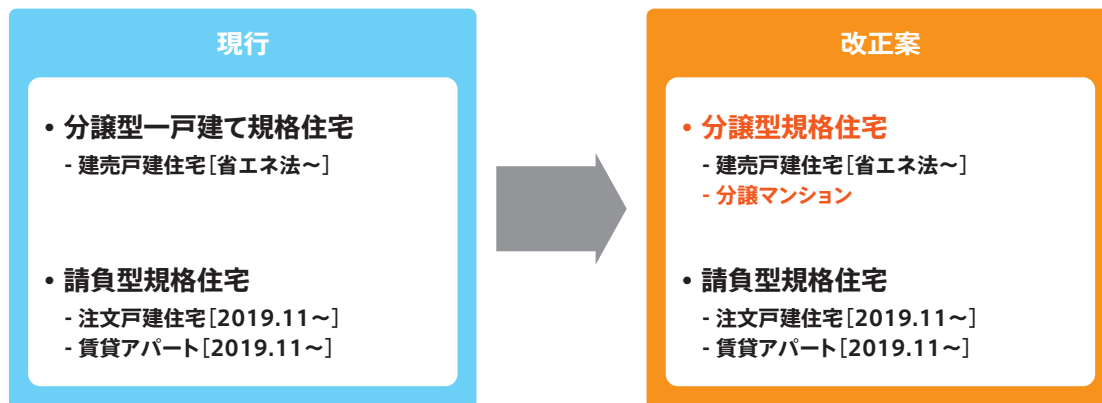 現行
• 分譲型一戸建て規格住宅
- 建売戸建住宅[省エネ法～]
• 請負型規格住宅
- 注文戸建住宅[2019.11～]
- 賃貸アパート[2019.11～]
改正案
• 分譲型規格住宅
- 建売戸建住宅[省エネ法～]
- 分譲マンション
• 請負型規格住宅
- 注文戸建住宅[2019.11～]
- 賃貸アパート[2019.11～]